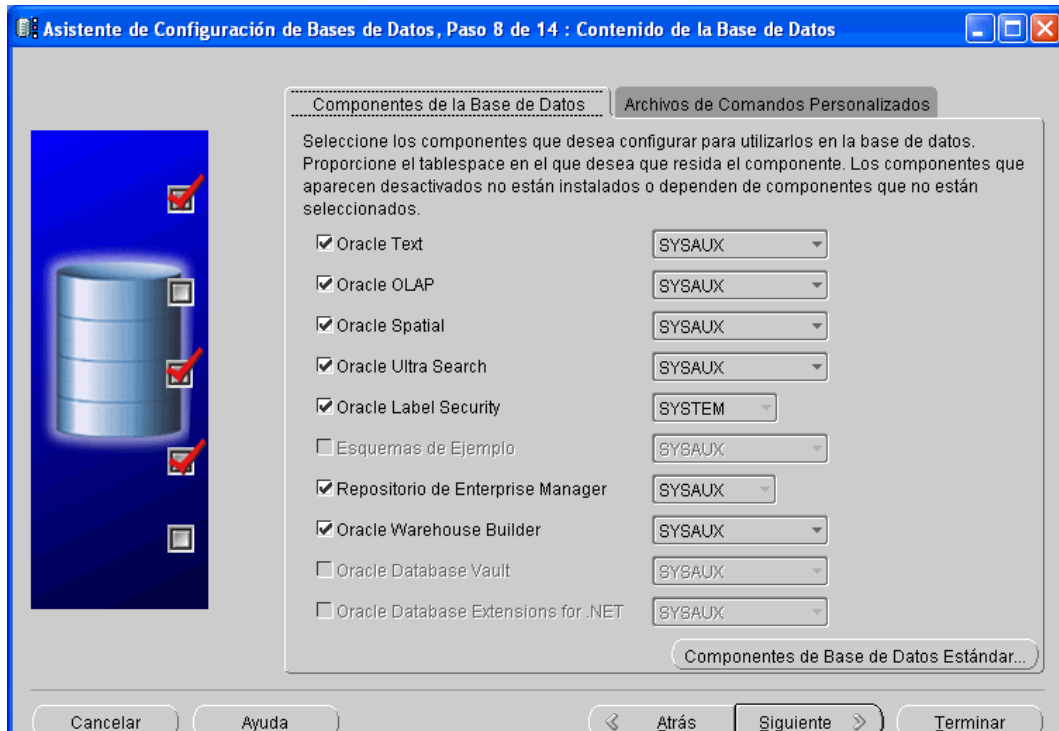 Asistente de Configuración de Bases de Datos, Paso 8 de 14 : Contenido de la Base de Datos
Componentes de la Base de Datos
Archivos de Comandos Personalizados
Seleccione los componentes que desea configurar para utilizarlos en la base de datos.
Proporcione el tablespace en el que desea que resida el componente. Los componentes que
aparecen desactivados no están instalados o dependen de componentes que no están
seleccionados.
Oracle Text SYSAUX
Oracle OLAP SYSAUX
Oracle Spatial SYSAUX
Oracle Ultra Search SYSAUX
Oracle Label Security SYSTEM
Esquemas de Ejemplo SYSAUX
Repositorio de Enterprise Manager SYSAUX
Oracle Warehouse Builder SYSAUX
Oracle Database Vault SYSAUX
Oracle Database Extensions for .NET SYSAUX
Componentes de Base de Datos Estándar...
Cancelar Ayuda Atrás Siguiente Terminar